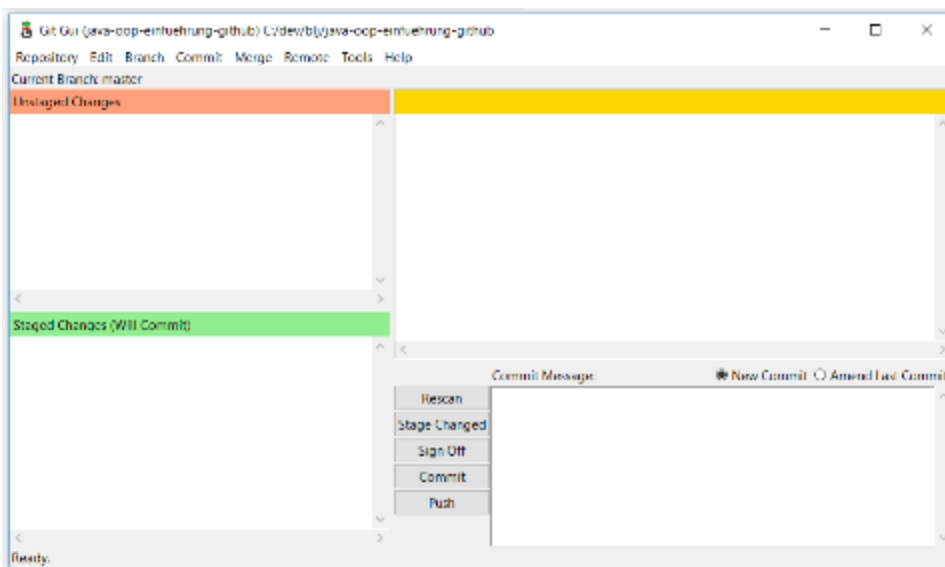 Git Gui (java-oop-einfuehrung-github) C:/dew/blj/java-oop-einfuehrung-github
Repository Edit Branch Commit Merge Remote Tools Help
Current Branch: master
Unstaged Changes
Staged Changes (Will Commit)
Commit Message:
New Commit
Amend Last Commit
Rescan
Stage Changed
Sign Off
Commit
Push
Ready.